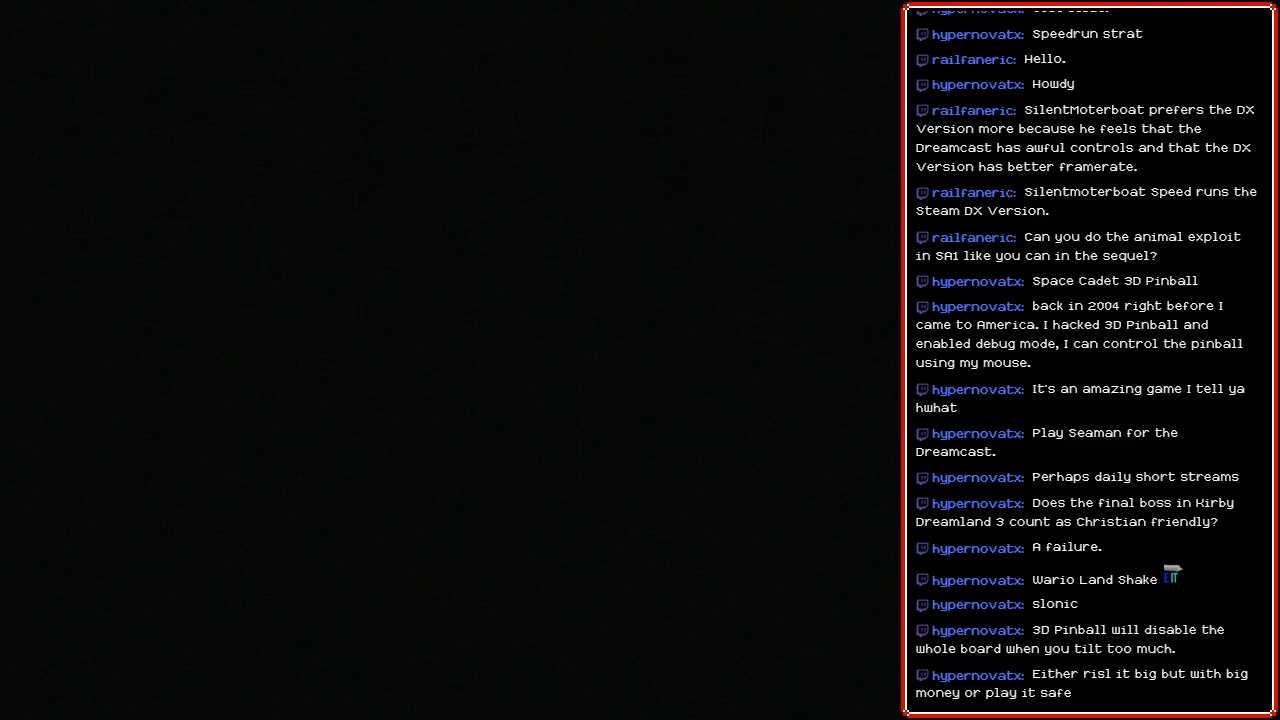 hypernovatx: Speedrun strat
railfaneric: Hello.
hypernovatx: Howdy
railfaneric: SilentMoterboat prefers the DX
Version more because he feels that the
Dreamcast has awful controls and that the DX
Version has better framerate.
railfaneric: Silentmoterboat Speed runs the
Steam DX Version.
railfaneric: Can you do the animal exploit
in SA1 like you can in the sequel?
hypernovatx: Space Cadet 3D Pinball
hypernovatx: back in 2004 right before I
came to America. I hacked 3D Pinball and
enabled debug mode, I can control the pinball
using my mouse.
hypernovatx: It's an amazing game I tell ya
hwhat
hypernovatx: Play Seaman for the
Dreamcast.
hypernovatx: Perhaps daily short streams
hypernovatx: Does the final boss in Kirby
Dreamland 3 count as Christian friendly?
hypernovatx: A failure.
hypernovatx: Wario Land Shake
hypernovatx: slonic
hypernovatx: 3D Pinball will disable the
whole board when you tilt too much.
hypernovatx: Either risl it big but with big
money or play it safe